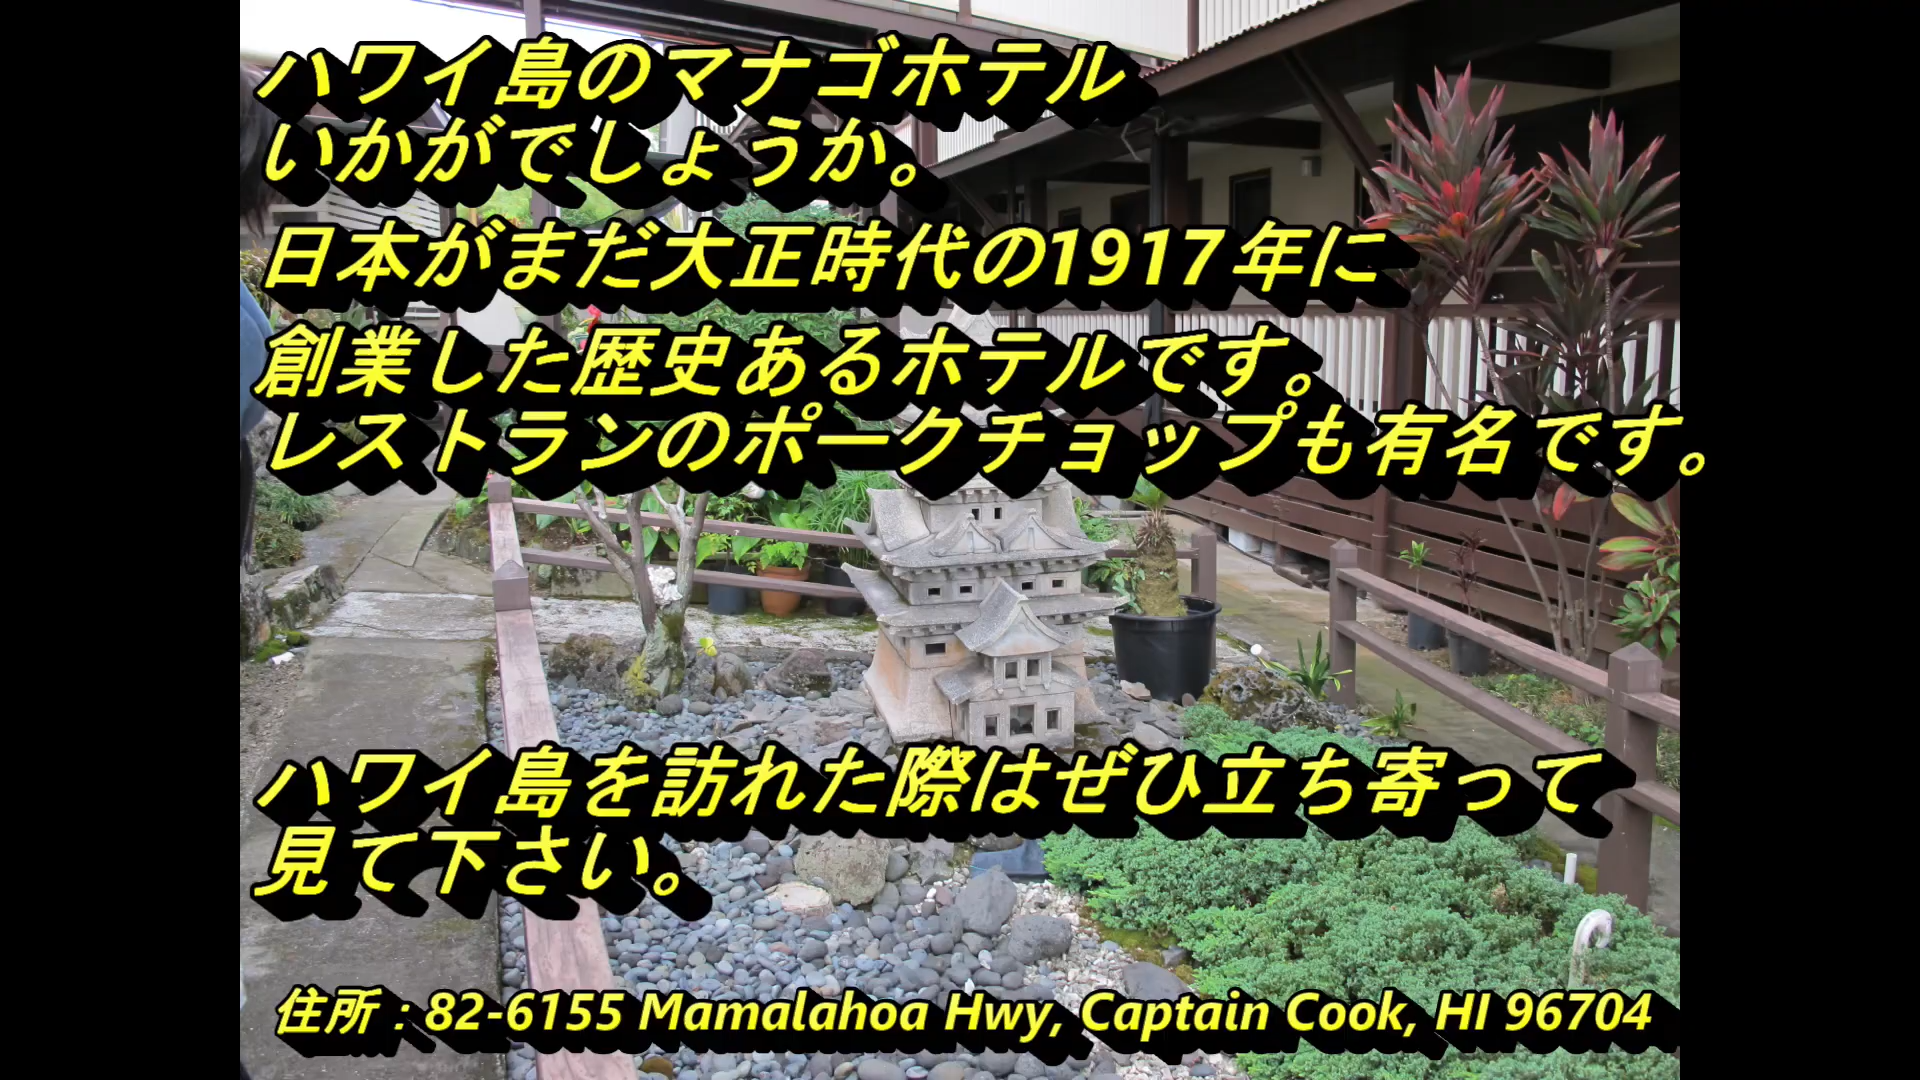 ハワイ島のマナゴホテル
いかがでしょうか。
日本がまだ大正時代の1917年に
創業した歴史あるホテルです。
レストランのポークチョップも有名です。
ハワイ島を訪れた際はぜひ立ち寄って
見て下さい。
住所：82-6155 Mamalahoa Hwy, Captain Cook, HI 96704